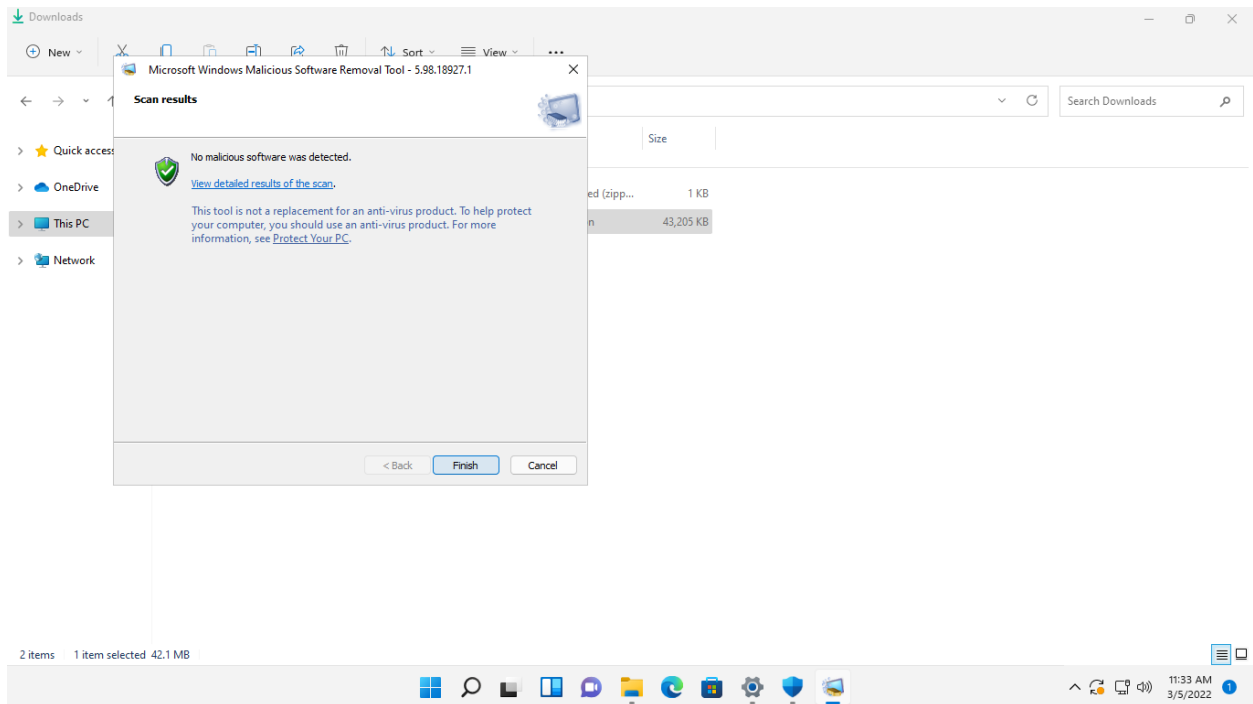 Downloads
New
Sort
View
Microsoft Windows Malicious Software Removal Tool - 5.98.18927.1
Scan results
Search Downloads
Size
No malicious software was detected.
View detailed results of the scan.
This tool is not a replacement for an anti-virus product. To help protect
your computer, you should use an anti-virus product. For more
information, see Protect Your PC.
Quick access
OneDrive
This PC
Network
ed (zipp...
1 KB
n
43,205 KB
< Back
Finish
Cancel
2 items
1 item selected 42.1 MB
11:33 AM
3/5/2022
1